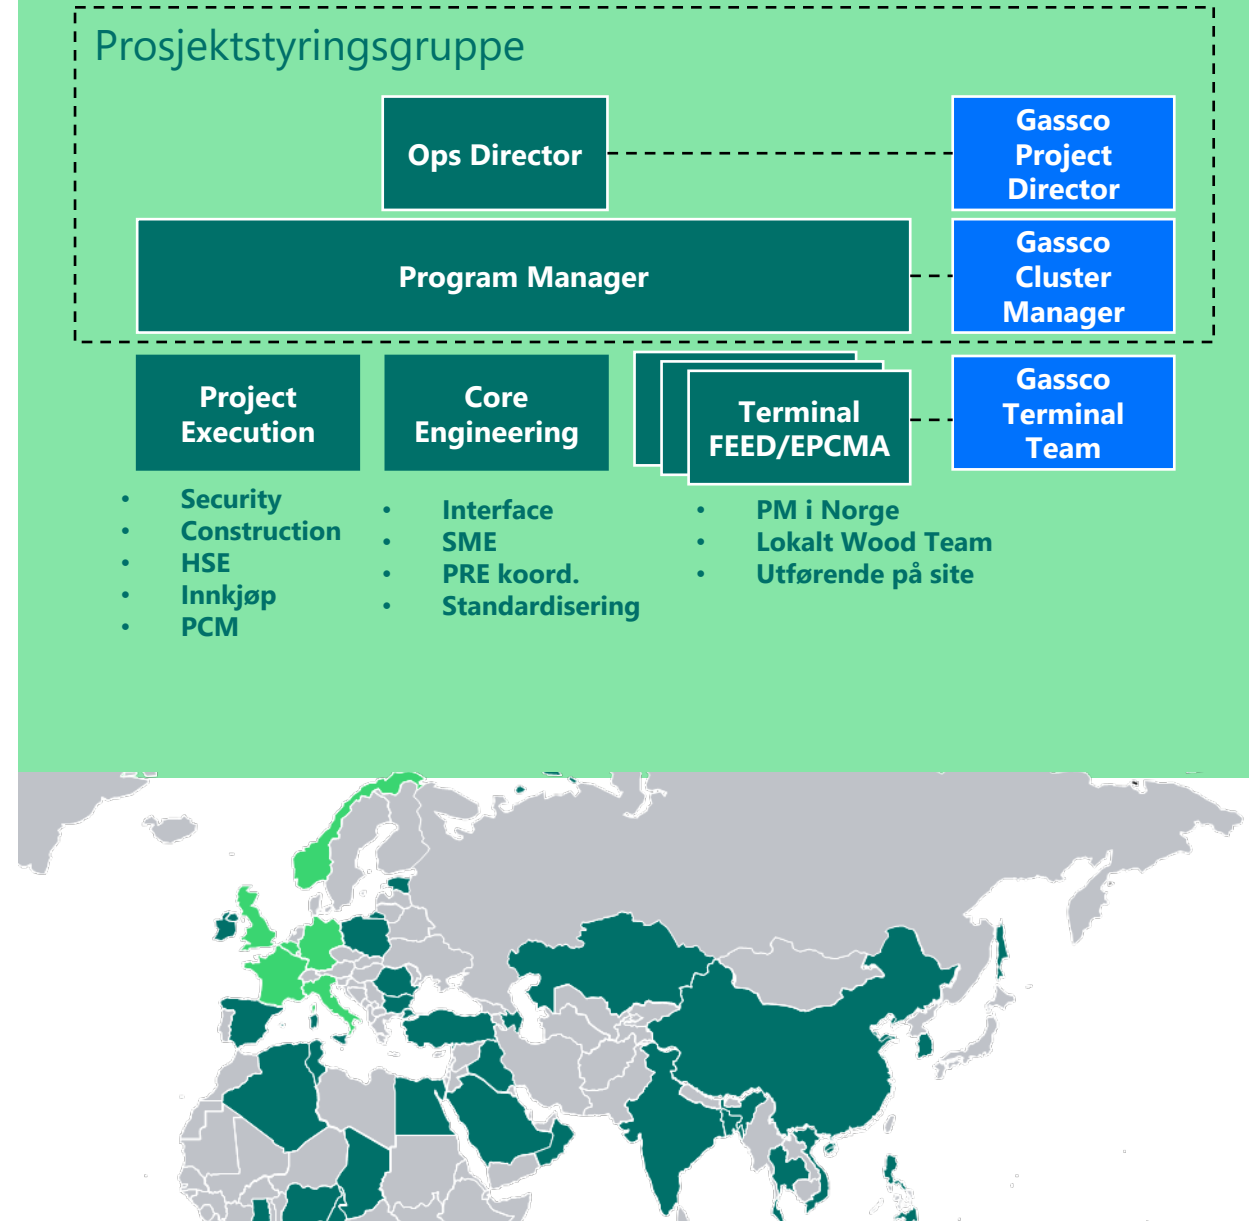 Prosjektstyringsgruppe
Ops Director
Gassco
Project
Director
Program Manager
Gassco
Cluster
Manager
Project
Execution
Core
Engineering
Terminal
FEED/EPCMA
Gassco
Terminal
Team
• Security
• Construction
• HSE
• Innkjøp
• PCM
• Interface
• SME
• PRE koord.
• Standardisering
• PM i Norge
• Lokalt Wood Team
• Utførende på site